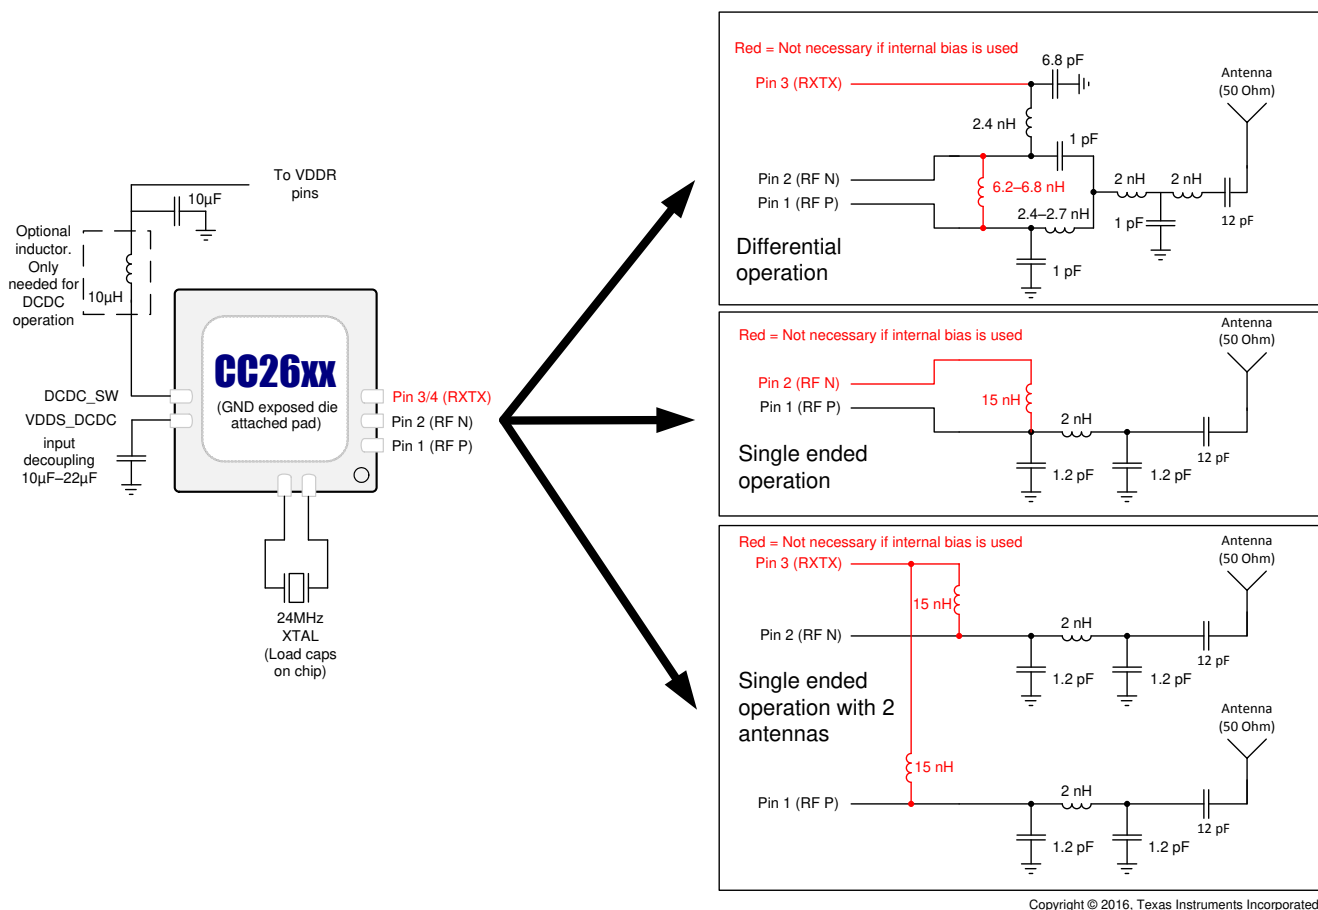 To VDDR
pins
10µF
Optional
inductor.
Only
needed for
DCDC
operation
10µH
CC26xx
(GND exposed die
attached pad)
DCDC_SW
VDDS_DCDC
input
decoupling
10µF–22µF
Pin 3/4 (RXTX)
Pin 2 (RF N)
Pin 1 (RF P)
24MHz
XTAL
(Load caps
on chip)
Red = Not necessary if internal bias is used
Pin 3 (RXTX)
6.8 pF
Antenna
(50 Ohm)
2.4 nH
1 pF
Pin 2 (RF N)
6.2–6.8 nH
2 nH
2 nH
Pin 1 (RF P)
2.4–2.7 nH
1 pF
12 pF
Differential
operation
1 pF
Red = Not necessary if internal bias is used
Antenna
(50 Ohm)
Pin 2 (RF N)
15 nH
Pin 1 (RF P)
2 nH
12 pF
Single ended
operation
1.2 pF
1.2 pF
Red = Not necessary if internal bias is used
Pin 3 (RXTX)
Antenna
(50 Ohm)
15 nH
Pin 2 (RF N)
2 nH
12 pF
1.2 pF
1.2 pF
Single ended
operation with 2
antennas
Antenna
(50 Ohm)
15 nH
Pin 1 (RF P)
2 nH
12 pF
1.2 pF
1.2 pF
Copyright © 2016, Texas Instruments Incorporated